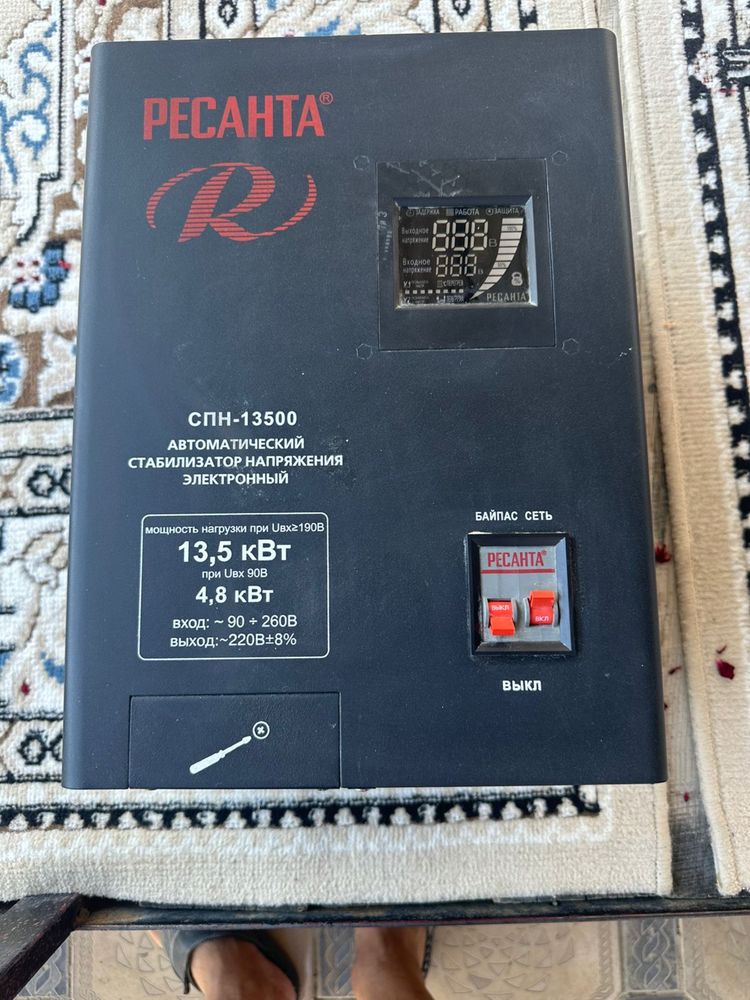 РЕСАНТА®
R
ЗАДЕРЖКА РАБОТА ЗАЩИТА
Выходное напряжение 888 В 100%
Входное напряжение 888 В
ПЕРЕГРЕВ
РЕСАНТА
СПН-13500
АВТОМАТИЧЕСКИЙ
СТАБИЛИЗАТОР НАПРЯЖЕНИЯ
ЭЛЕКТРОННЫЙ
мощность нагрузки при Uвх≥190В
13,5 кВт
при Uвх 90В
4,8 кВт
вход: ~ 90 ÷ 260В
выход:~220В±8%
БАЙПАС СЕТЬ
РЕСАНТА®
ВЫКЛ ВКЛ
ВЫКЛ